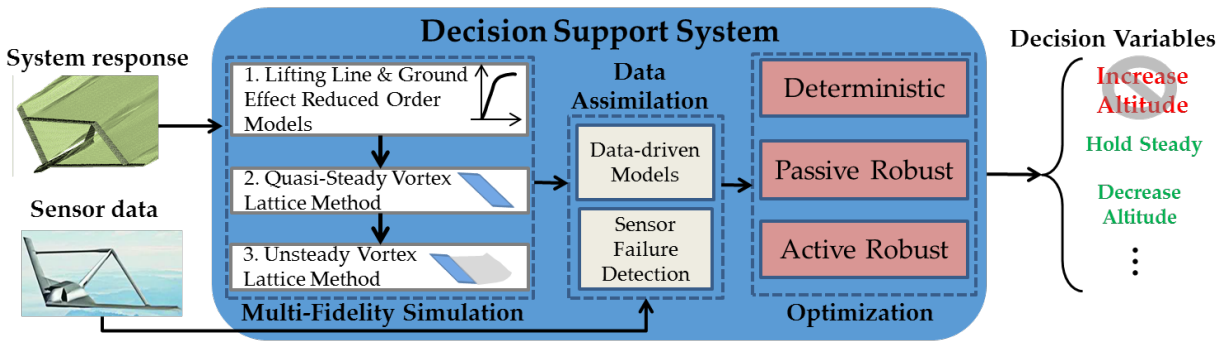 Decision Support System
System response
Sensor data
1. Lifting Line & Ground
Effect Reduced Order
Models
2. Quasi-Steady Vortex
Lattice Method
3. Unsteady Vortex
Lattice Method
Multi-Fidelity Simulation
Data
Assimilation
Data-driven
Models
Sensor
Failure
Detection
Deterministic
Passive Robust
Active Robust
Optimization
Decision Variables
Increase
Altitude
Hold Steady
Decrease
Altitude